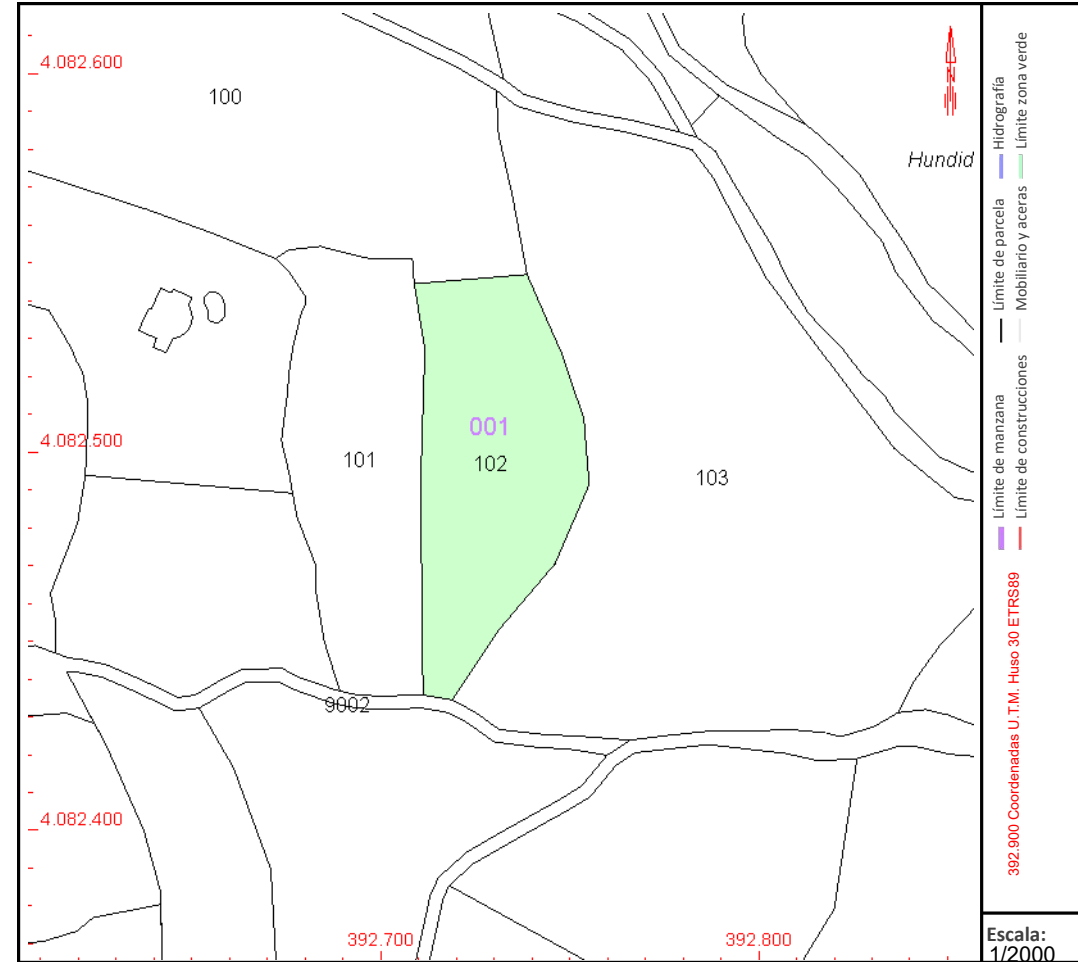 4.082.600
100
Hundid
001
4.082.500
101
102
103
9002
4.082.400
392.700
392.800
N
Hidrografía
Límite zona verde
Límite de parcela
Mobiliario y aceras
Límite de manzana
Límite de construcciones
392.900 Coordenadas U.T.M. Huso 30 ETRS89
Escala:
1/2000